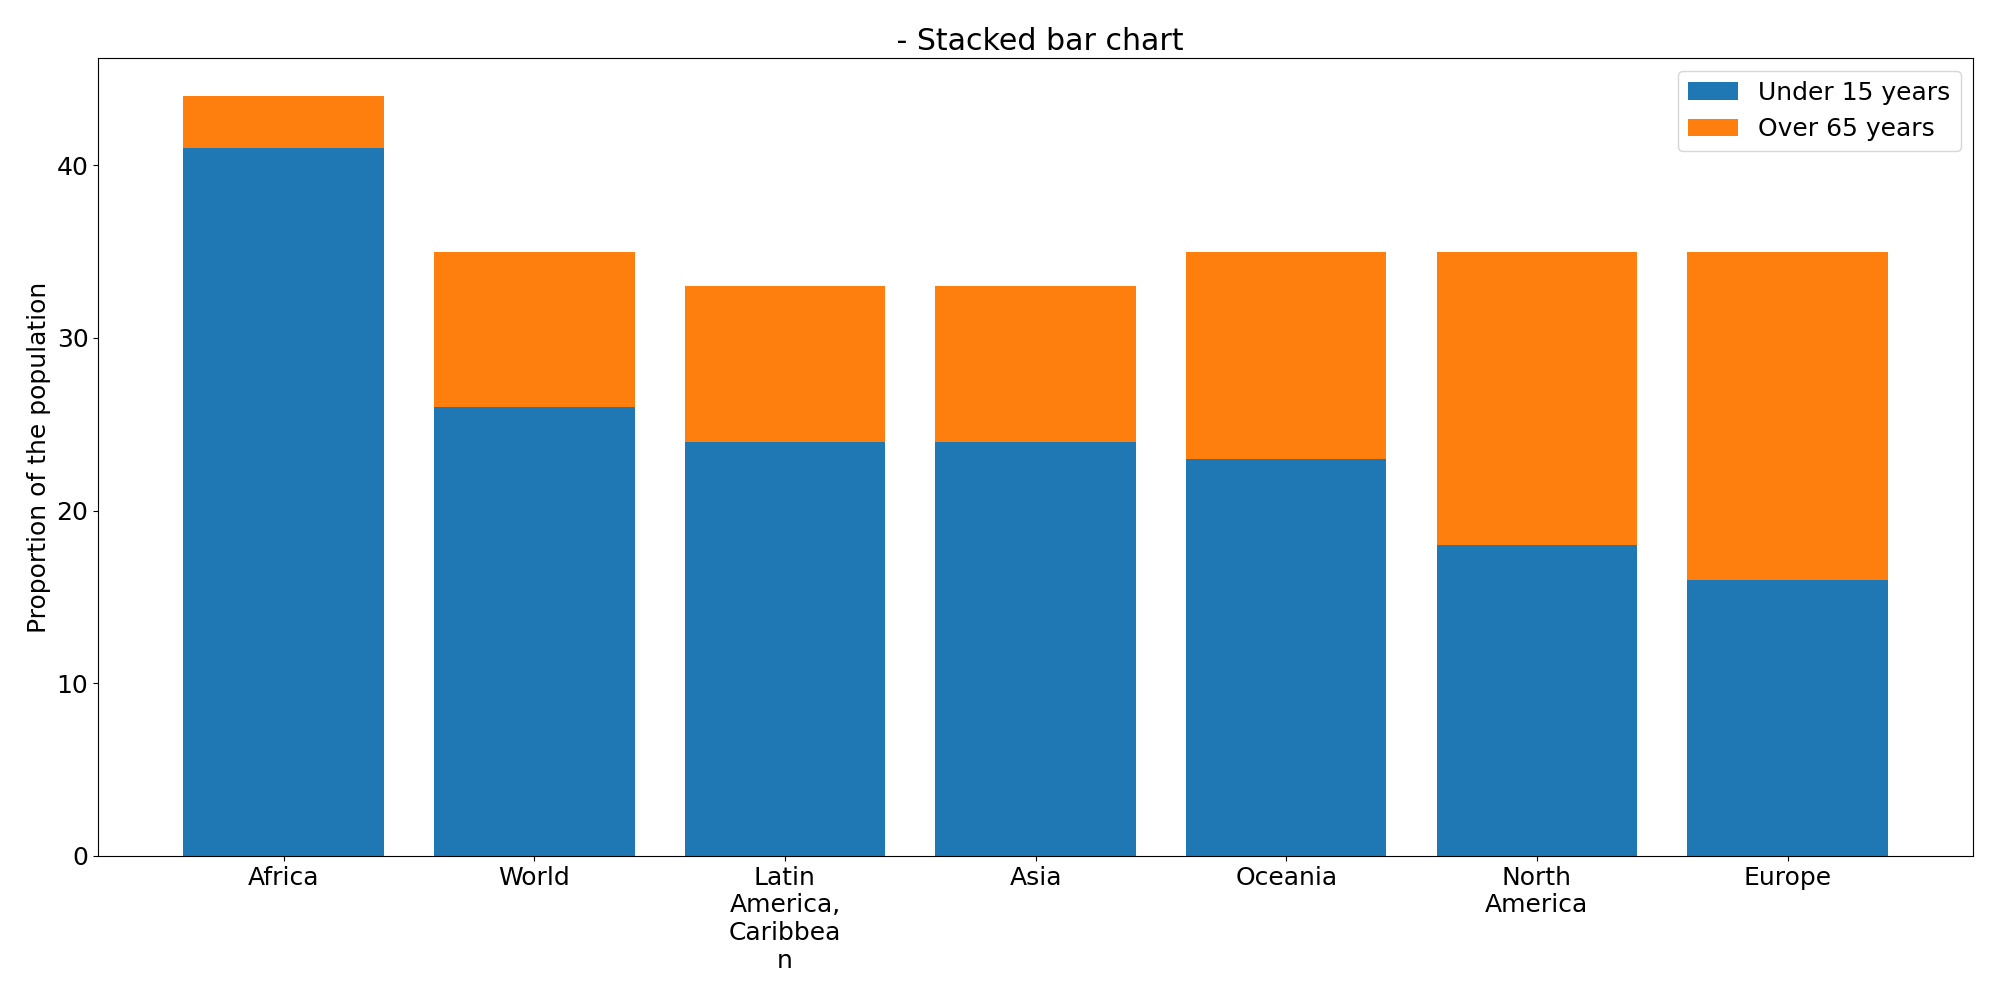 - Stacked bar chart
Under 15 years
Over 65 years
Proportion of the population
40
30
20
10
0
Africa
World
Latin
America,
Caribbea
n
Asia
Oceania
North
America
Europe